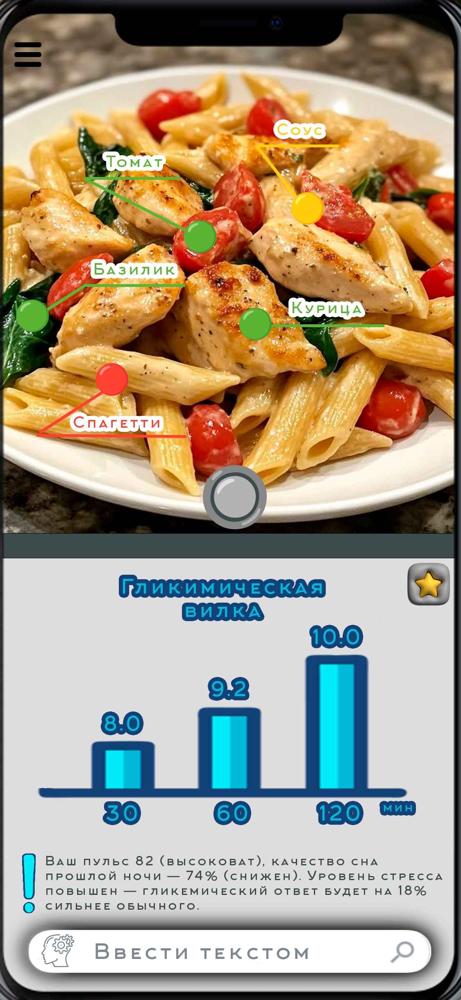 Соус
Томат
Базилик
Курица
Спагетти
Гликимическая
вилка
10.0
9.2
8.0
30 60 120 мин
Ваш пульс 82 (высоковат), качество сна
прошлой ночи — 74% (снижен). Уровень стресса
повышен — гликемический ответ будет на 18%
сильнее обычного.
Ввести текстом